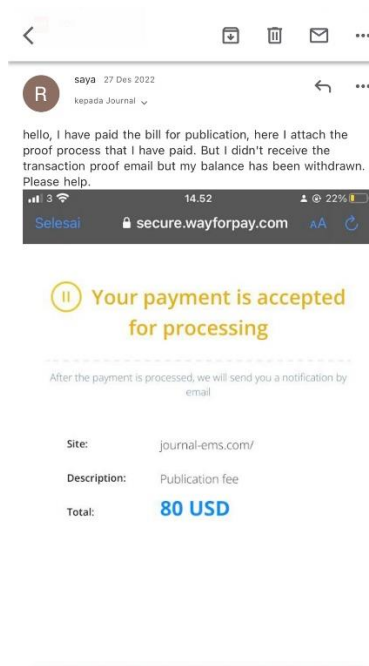 R
saya 27 Des 2022
kepada Journal
hello, I have paid the bill for publication, here I attach the
proof process that I have paid. But I didn't receive the
transaction proof email but my balance has been withdrawn.
Please help.
3 14.52 22%
Selesai secure.wayforpay.com AA
Your payment is accepted
for processing
After the payment is processed, we will send you a notification by
email
Site: journal-ems.com/
Description: Publication fee
Total: 80 USD